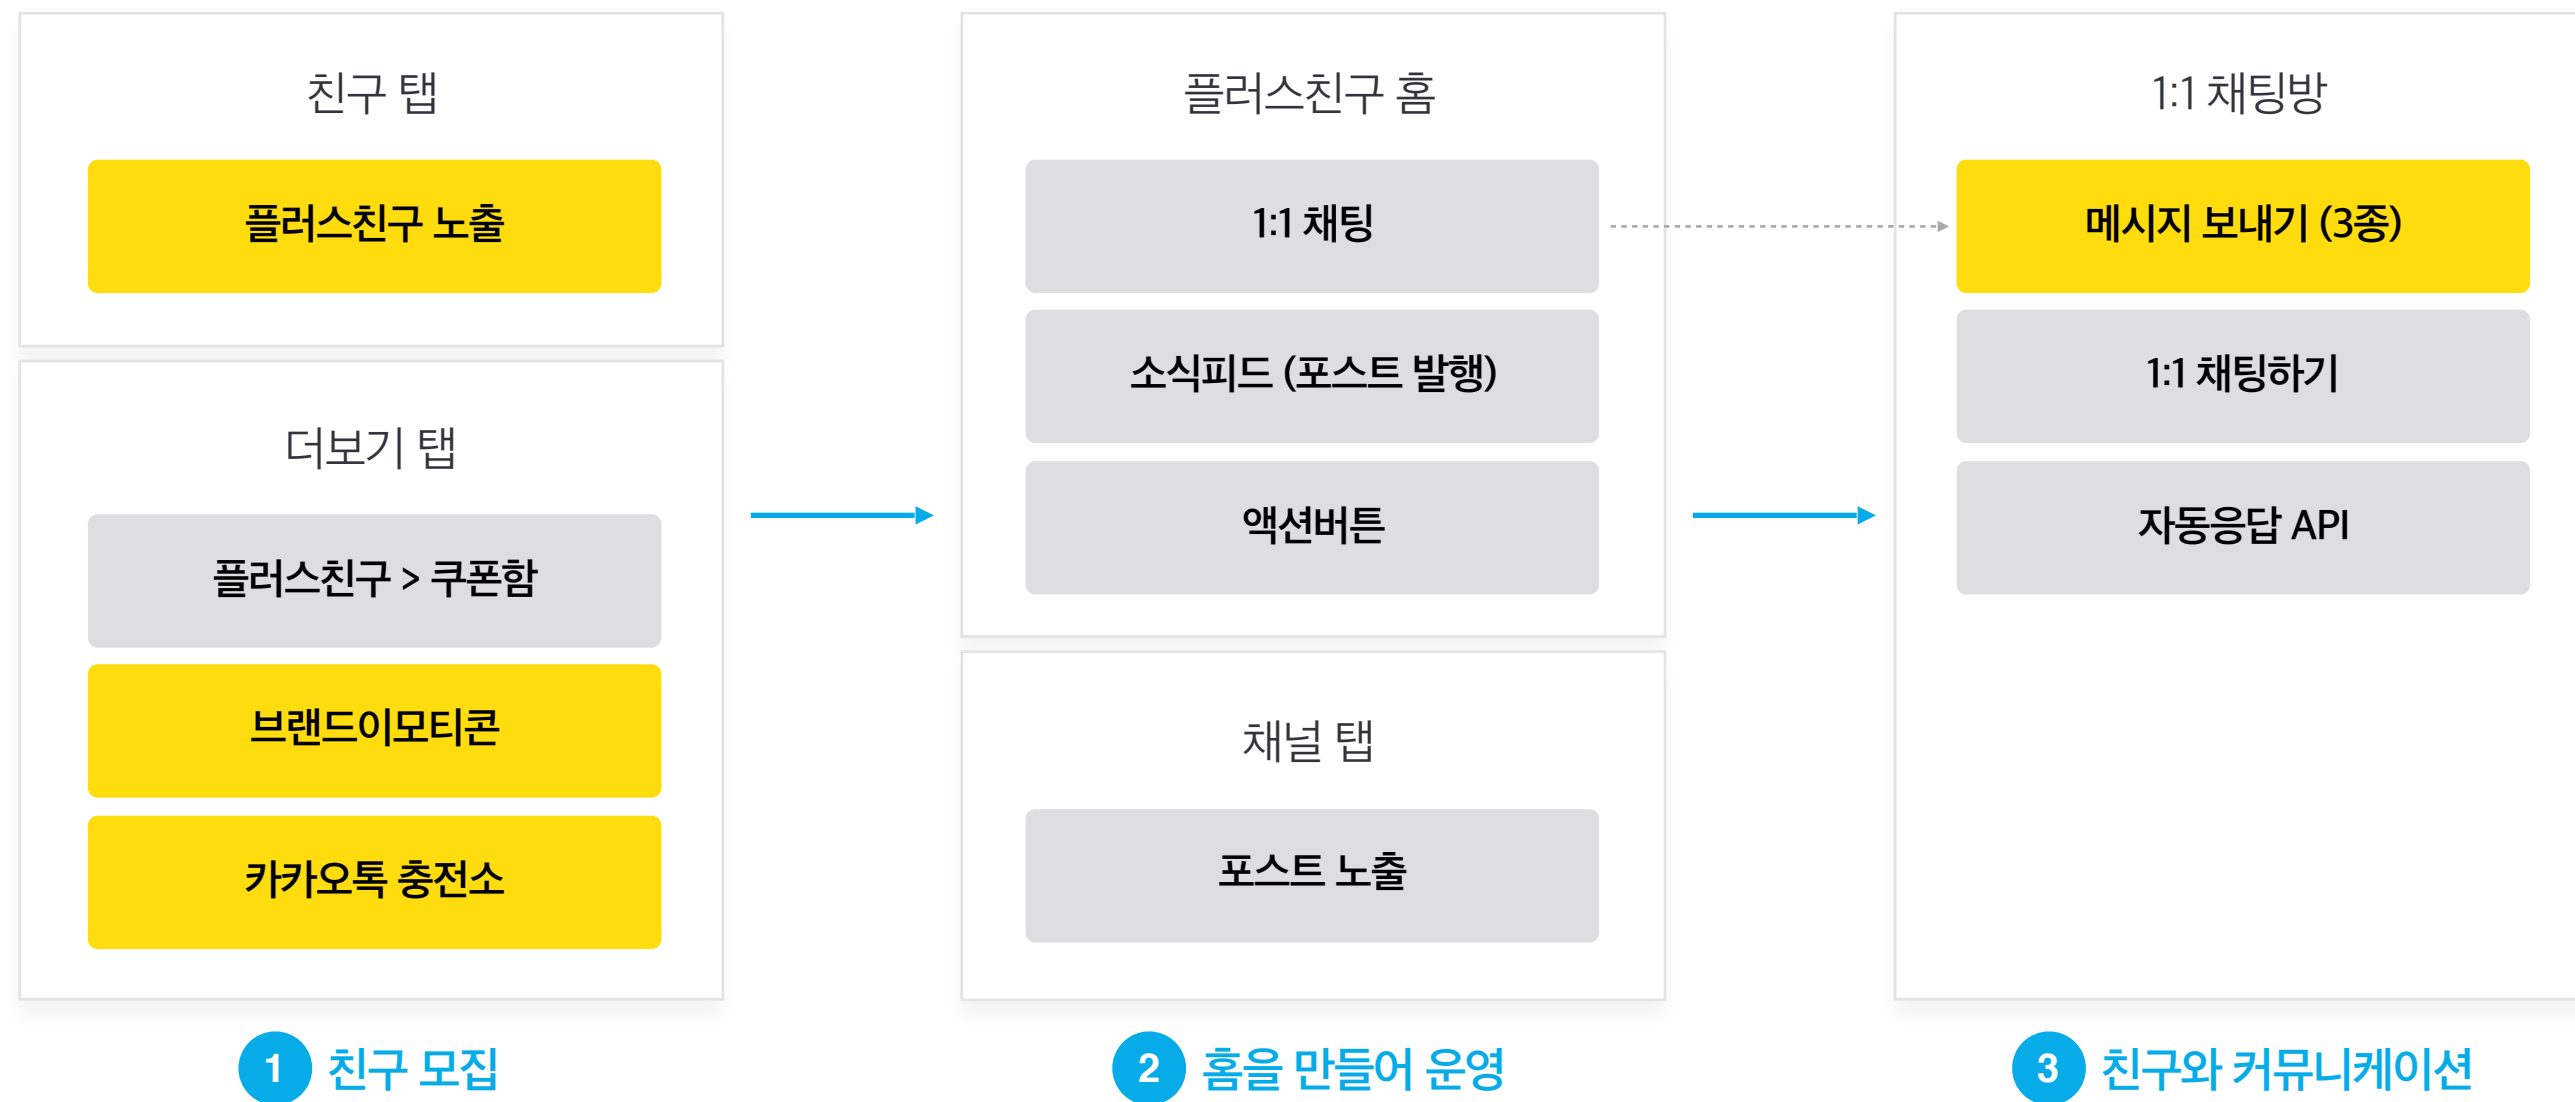 친구 탭
플러스친구 노출
더보기 탭
플러스친구 > 쿠폰함
브랜드이모티콘
카카오톡 충전소
1 친구 모집
플러스친구 홈
1:1 채팅
소식피드 (포스트 발행)
액션버튼
채널 탭
포스트 노출
2 홈을 만들어 운영
1:1 채팅방
메시지 보내기 (3종)
1:1 채팅하기
자동응답 API
3 친구와 커뮤니케이션